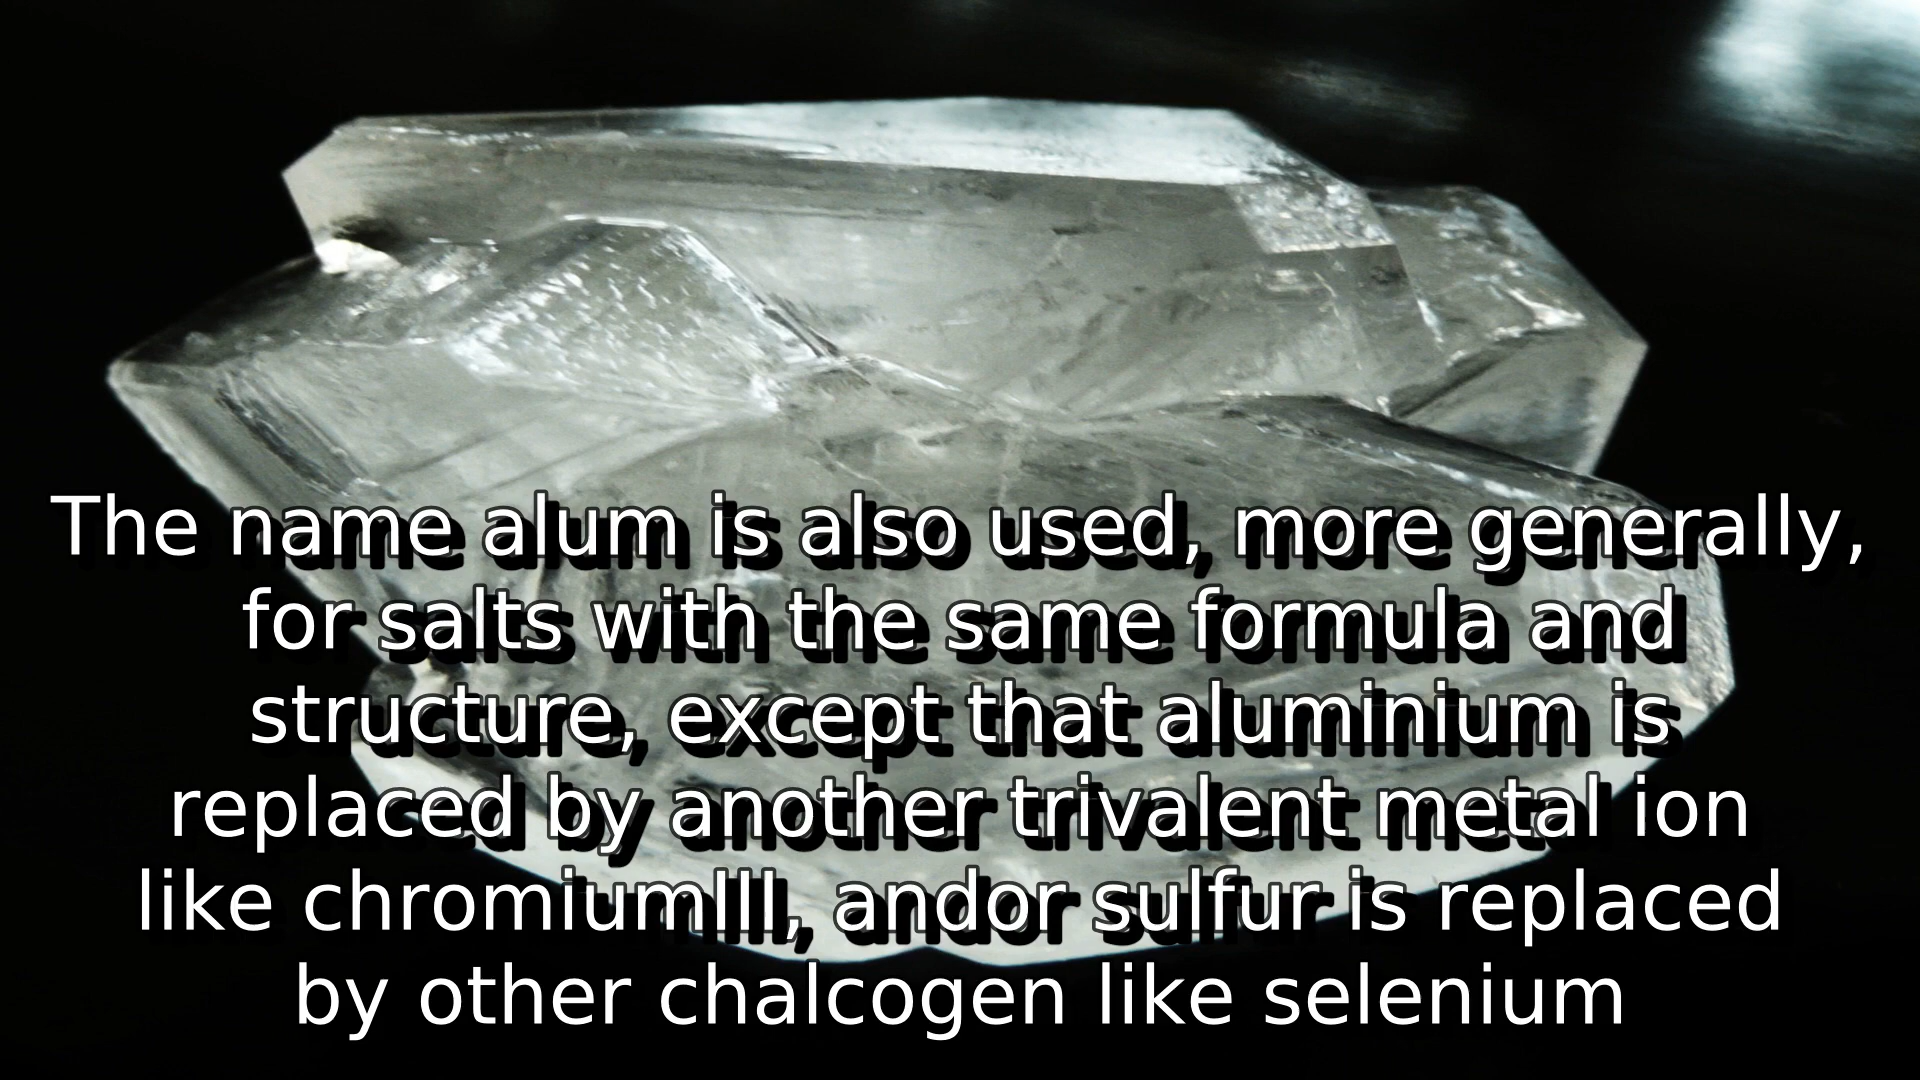 The name alum is also used, more generally,
for salts with the same formula and
structure, except that aluminium is
replaced by another trivalent metal ion
like chromiumIII, andor sulfur is replaced
by other chalcogen like selenium